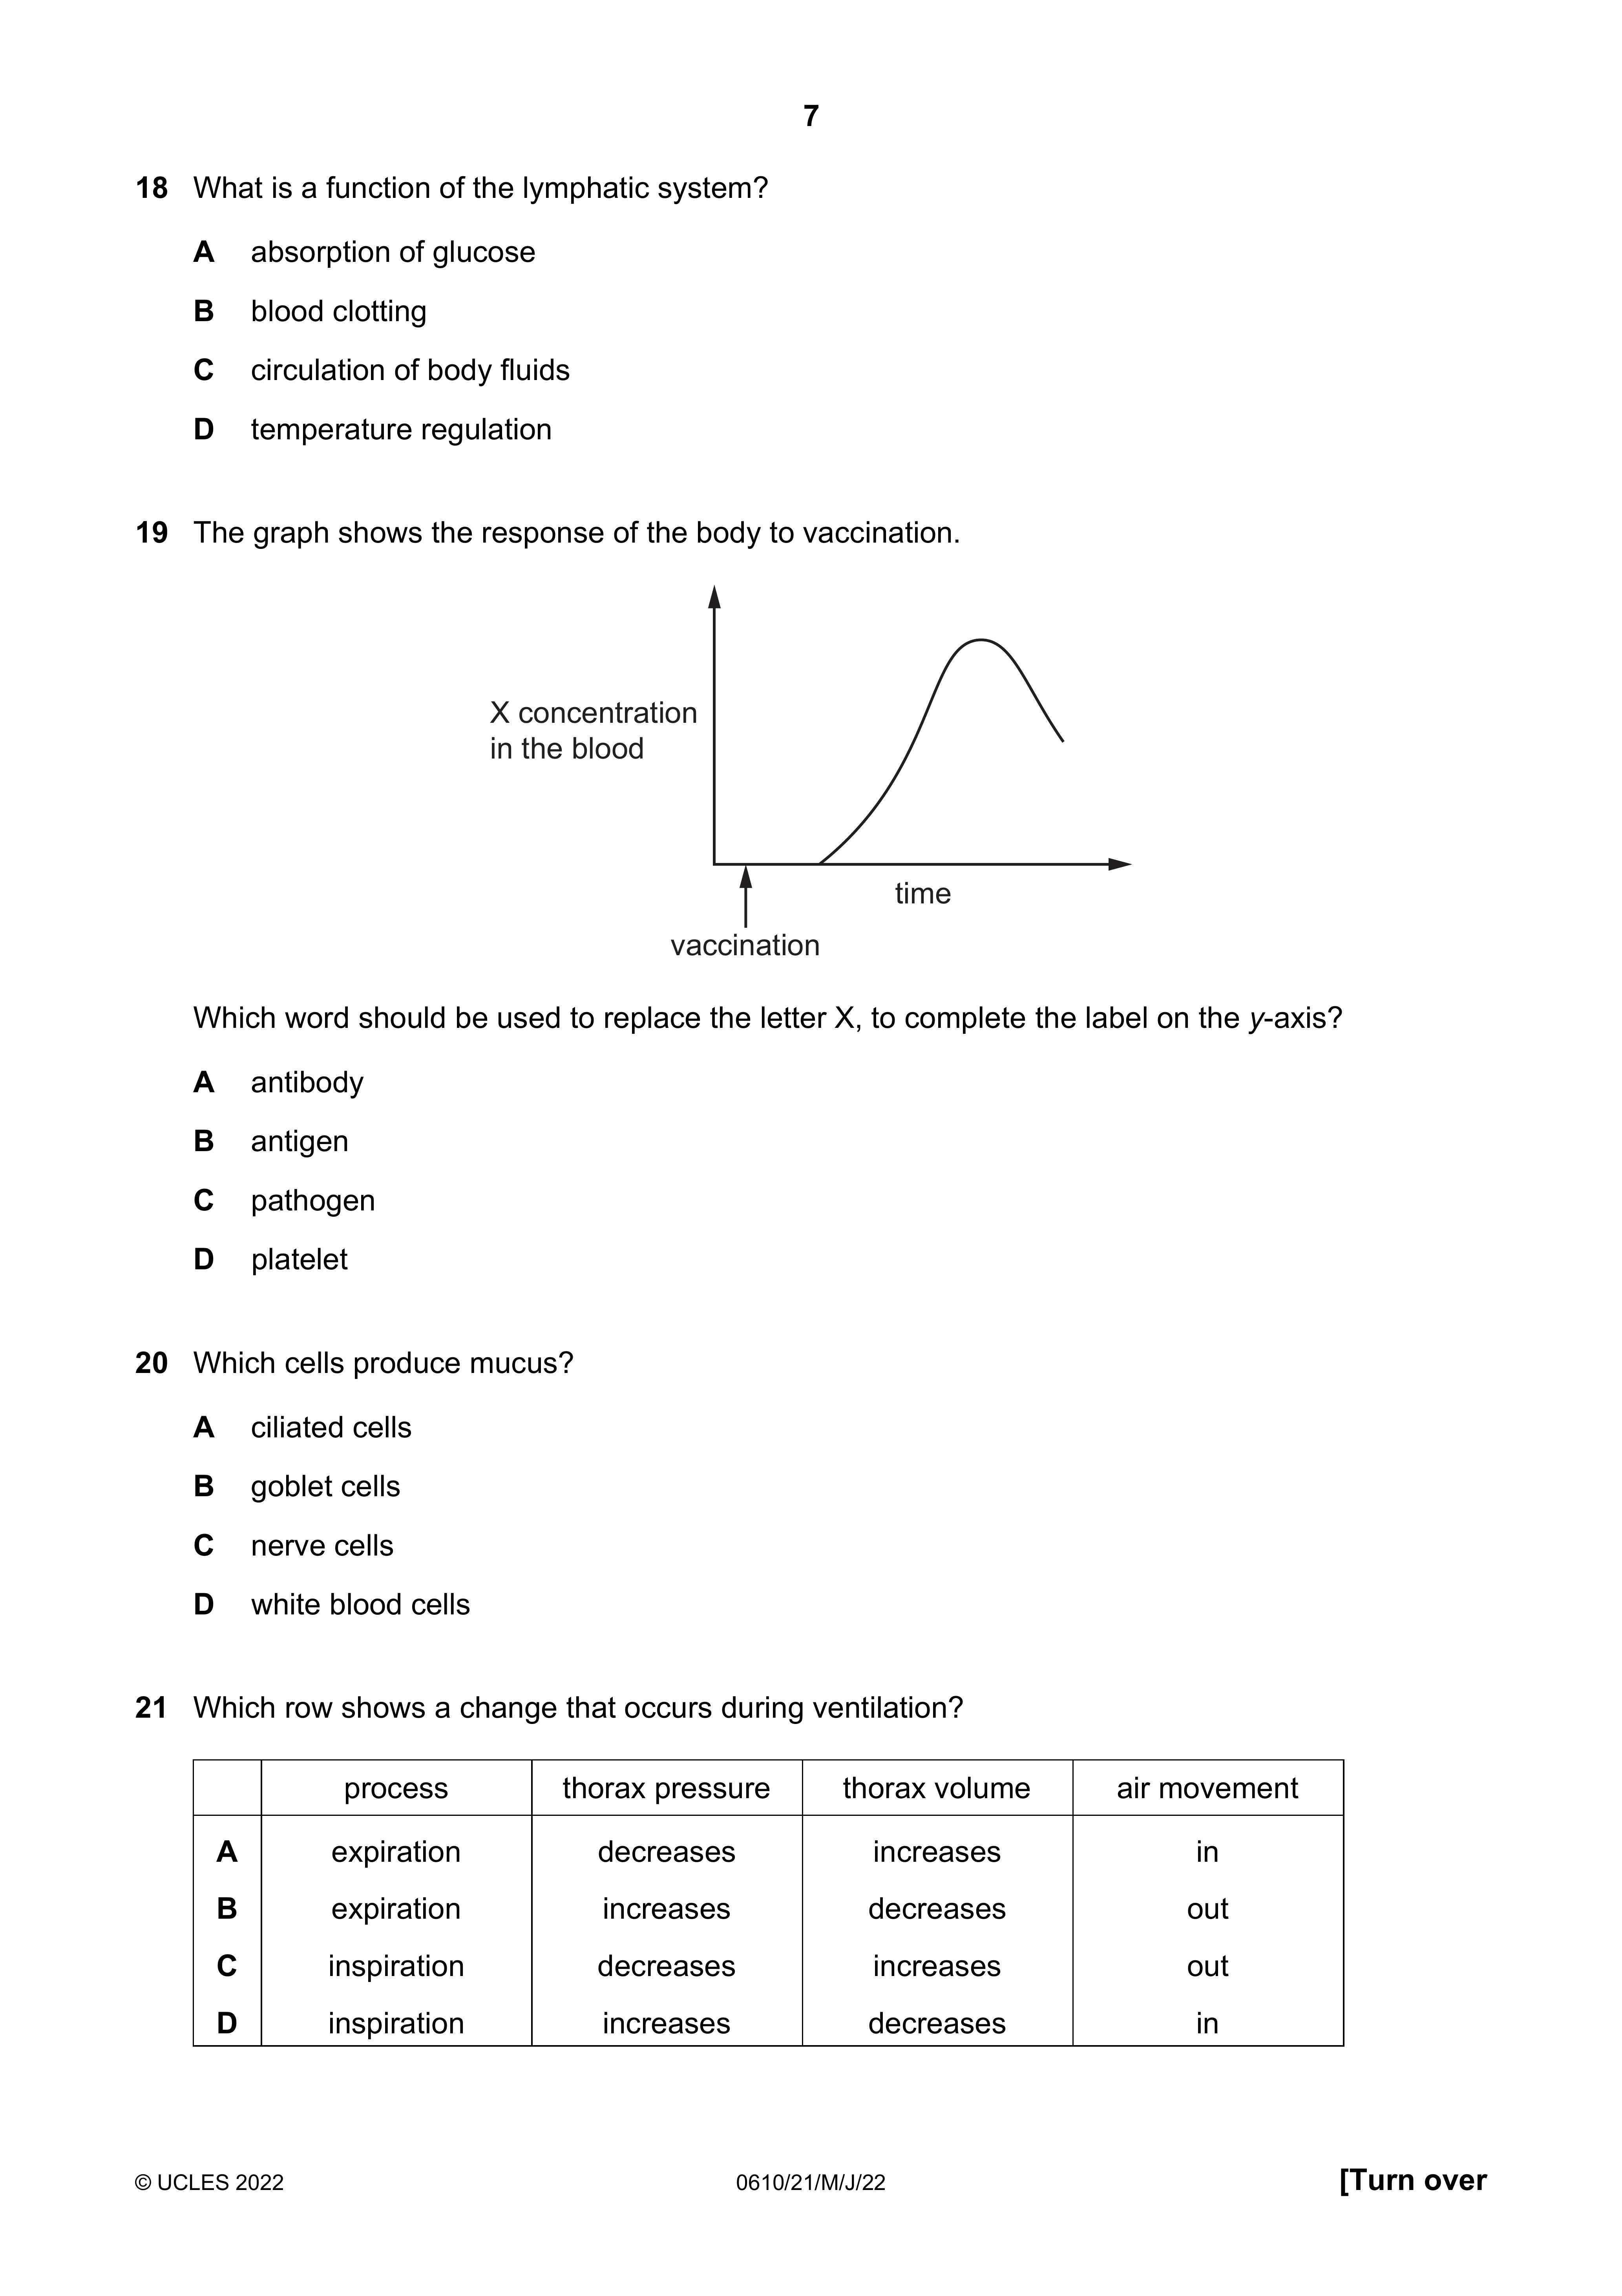 7
18 What is a function of the lymphatic system?
A absorption of glucose
B blood clotting
C circulation of body fluids
D temperature regulation
19 The graph shows the response of the body to vaccination.
X concentration
in the blood
time
vaccination
Which word should be used to replace the letter X, to complete the label on the y-axis?
A antibody
B antigen
C pathogen
D platelet
20 Which cells produce mucus?
A ciliated cells
B goblet cells
C nerve cells
D white blood cells
21 Which row shows a change that occurs during ventilation?
process thorax pressure thorax volume air movement
A expiration decreases increases in
B expiration increases decreases out
C inspiration decreases increases out
D inspiration increases decreases in
© UCLES 2022 0610/21/M/J/22 [Turn over